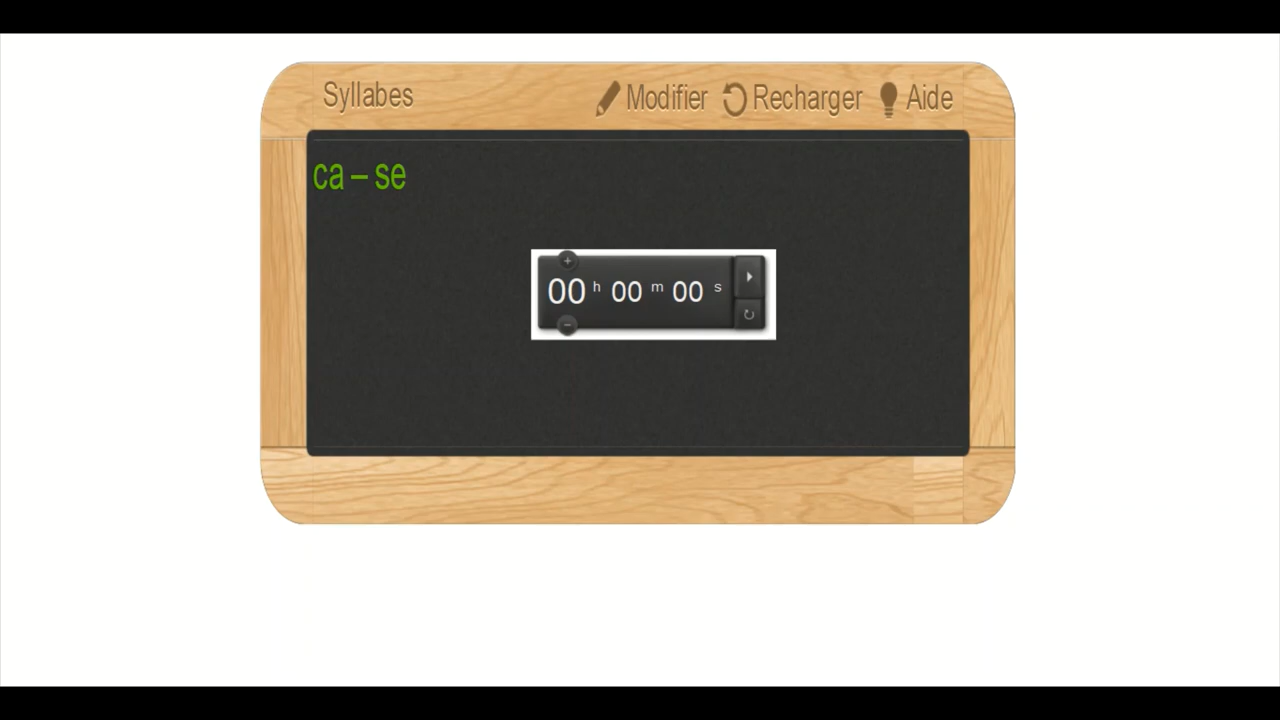 Syllabes Modifier Recharger Aide
ca – se
00 h 00 m 00 s